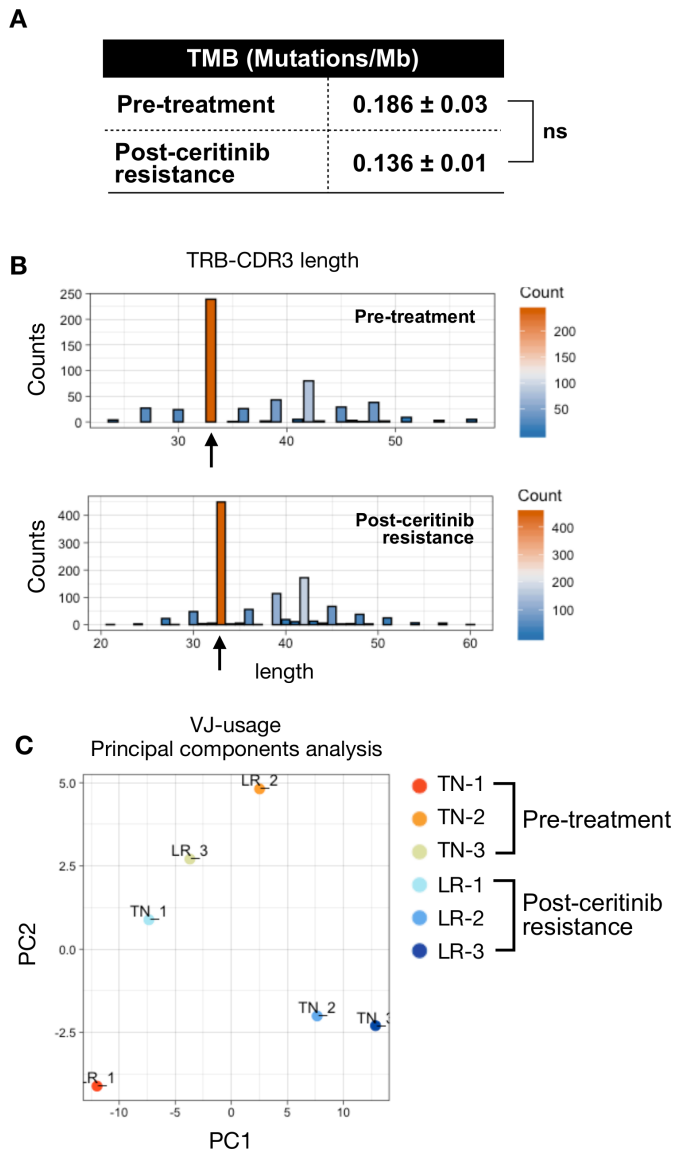 A
TMB (Mutations/Mb)
Pre-treatment
0.186 ± 0.03
ns
Post-ceritinib
resistance
0.136 ± 0.01
B
TRB-CDR3 length
Counts
250
200
150
100
50
0
Pre-treatment
30
40
50
Count
200
150
100
50
Counts
400
300
200
100
0
Post-ceritinib
resistance
20
30
40
50
60
length
Count
400
300
200
100
C
VJ-usage
Principal components analysis
PC2
5.0
2.5
0.0
-2.5
LR_2
LR_3
TN_1
TN_2
TN_3
LR_1
-10
-5
0
5
10
PC1
TN-1
TN-2
TN-3
Pre-treatment
LR-1
LR-2
LR-3
Post-ceritinib
resistance